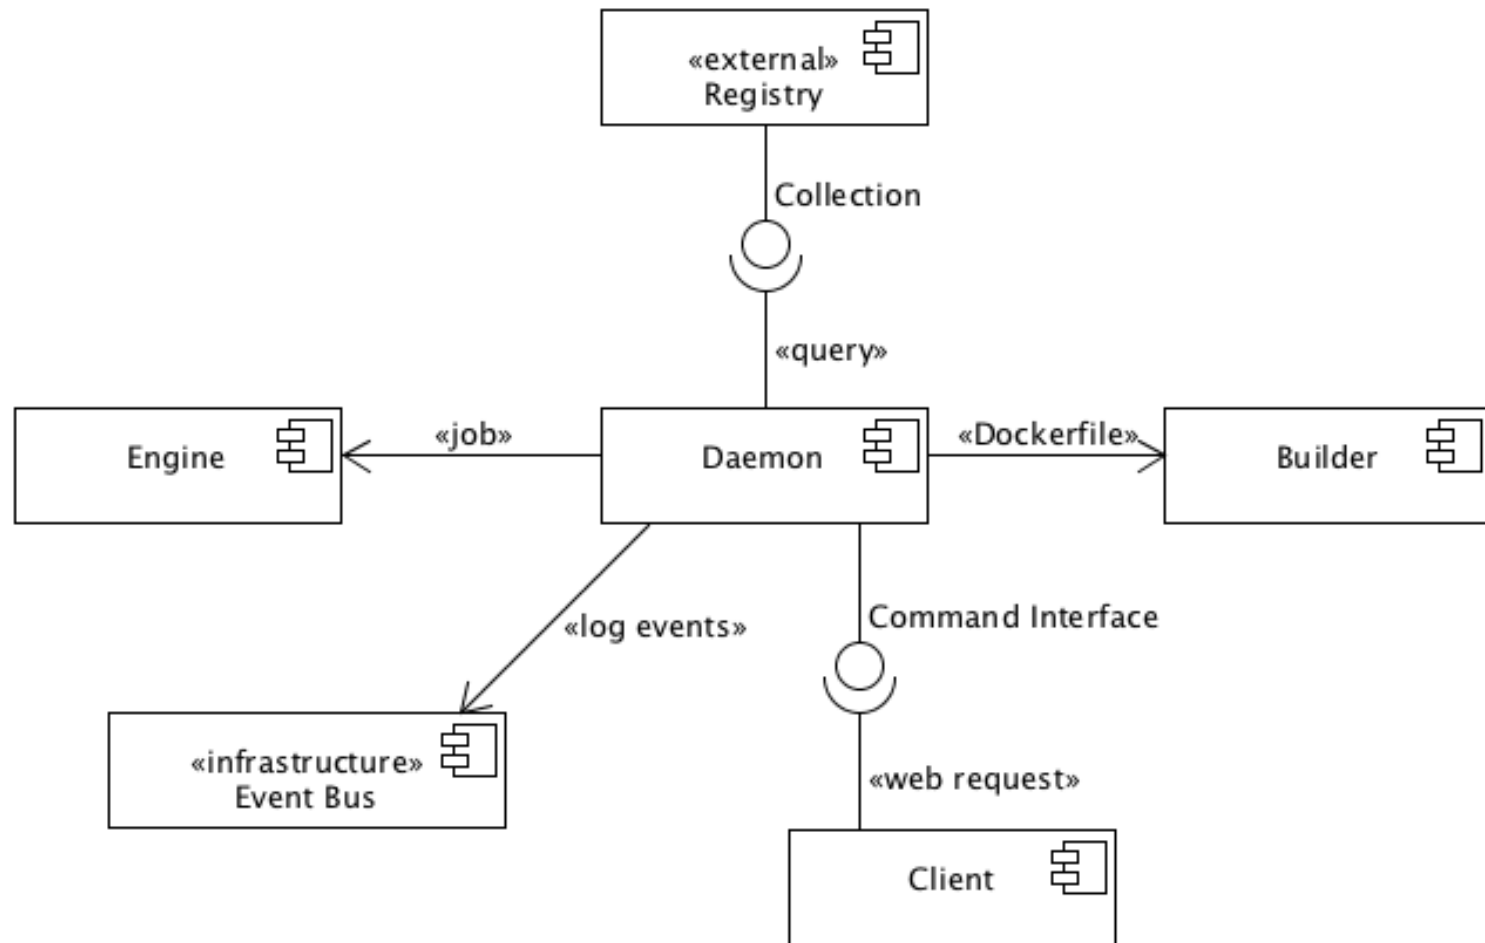 «external»
Registry
Collection
«query»
Engine
«job»
Daemon
«Dockerfile»
Builder
«log events»
Command Interface
«infrastructure»
Event Bus
«web request»
Client